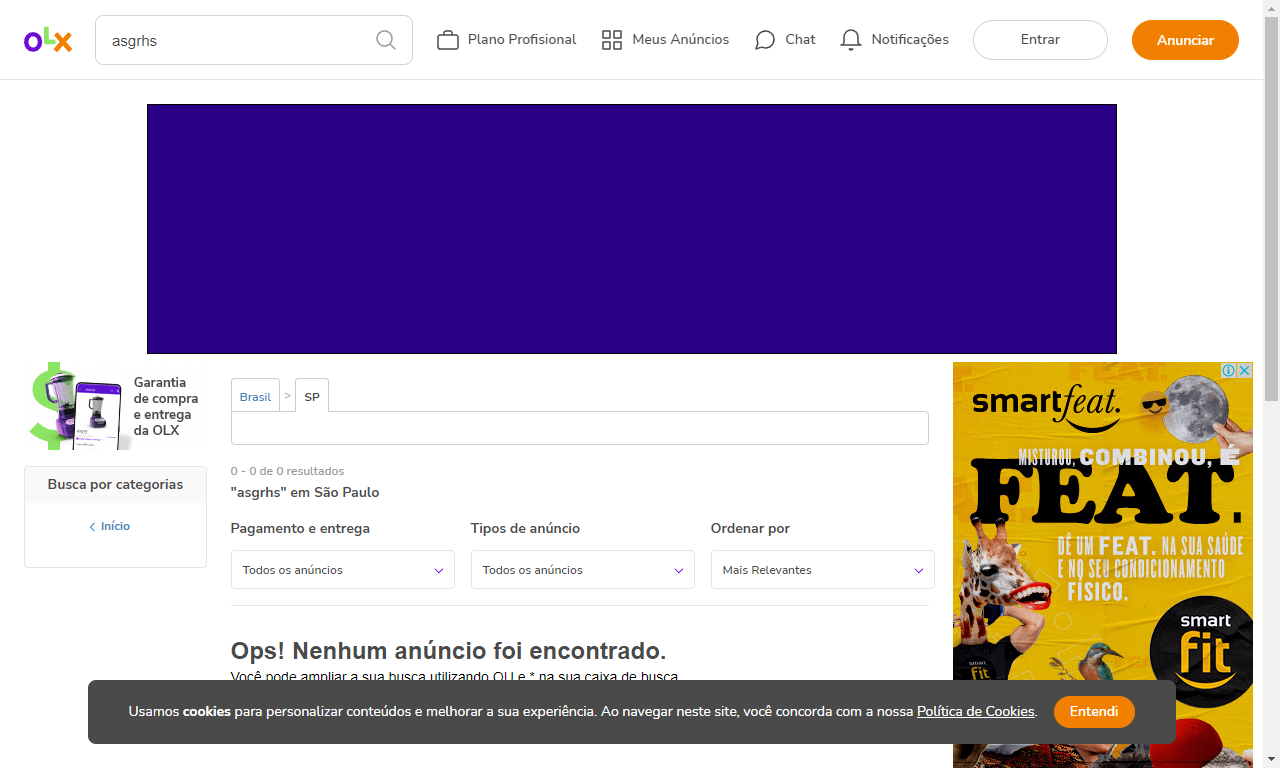 OLX
asgrhs
Plano Profisional
Meus Anúncios
Chat
Notificações
Entrar
Anunciar
Garantia
de compra
e entrega
da OLX
Busca por categorias
Início
Brasil > SP
0 - 0 de 0 resultados
"asgrhs" em São Paulo
Pagamento e entrega
Tipos de anúncio
Ordenar por
Todos os anúncios
Todos os anúncios
Mais Relevantes
Ops! Nenhum anúncio foi encontrado.
Você pode ampliar a sua busca utilizando OU e * na sua caixa de busca
smartfeat.
MISTUROU, COMBINOU, É
FEAT.
DÊ UM FEAT. NA SUA SAÚDE
E NO SEU CONDICIONAMENTO
FÍSICO.
smart
fit
smart
fit
Usamos cookies para personalizar conteúdos e melhorar a sua experiência. Ao navegar neste site, você concorda com a nossa Política de Cookies.
Entendi